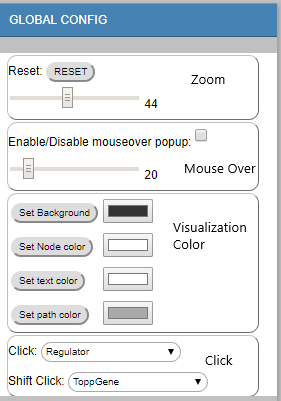 GLOBAL CONFIG
Reset: RESET Zoom
44
Enable/Disable mouseover popup:
20 Mouse Over
Set Background
Set Node color Visualization
Color
Set text color
Set path color
Click: Regulator Click
Shift Click: ToppGene